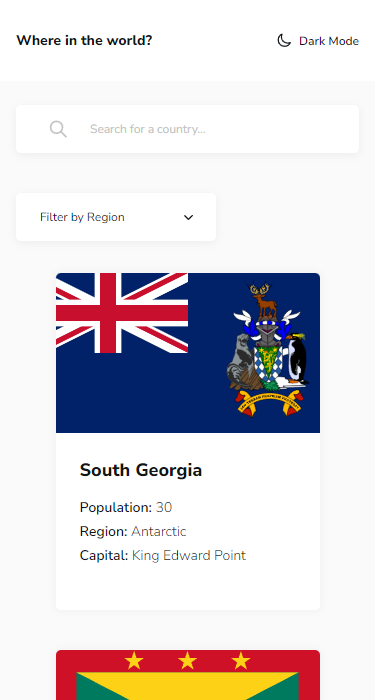 Where in the world?
Dark Mode
Search for a country...
Filter by Region
South Georgia
Population: 30
Region: Antarctic
Capital: King Edward Point